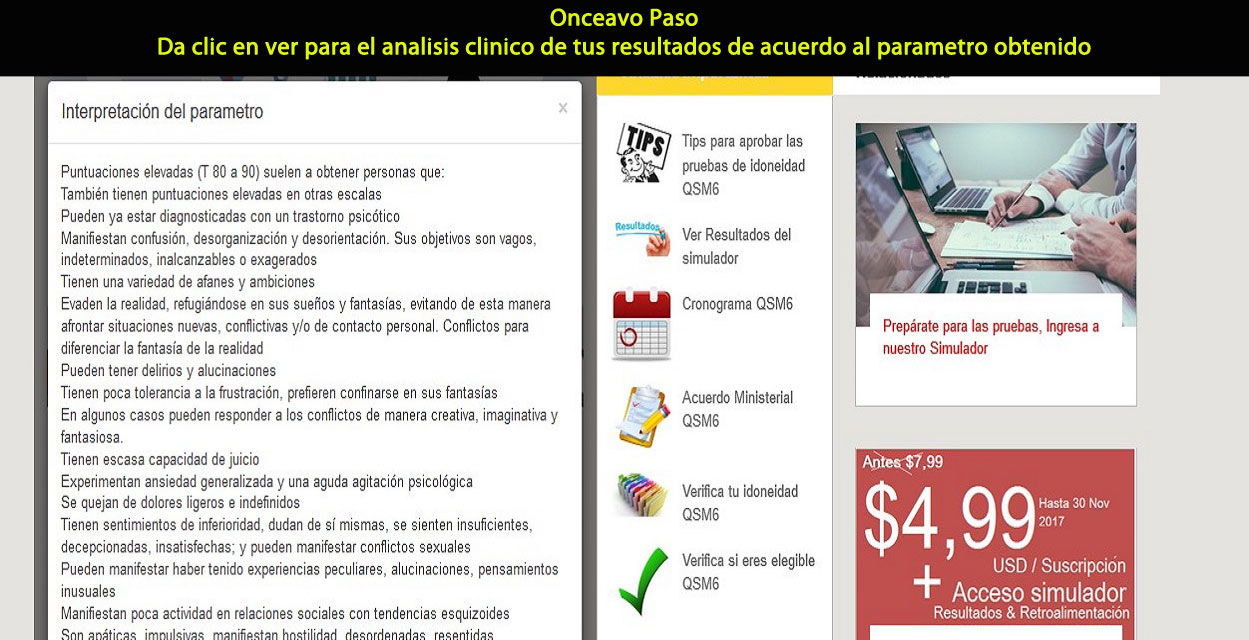 Onceavo Paso
Da clic en ver para el analisis clinico de tus resultados de acuerdo al parametro obtenido
Interpretación del parametro
x
Puntuaciones elevadas (T 80 a 90) suelen a obtener personas que:
También tienen puntuaciones elevadas en otras escalas
Pueden ya estar diagnosticadas con un trastorno psicótico
Manifiestan confusión, desorganización y desorientación. Sus objetivos son vagos,
indeterminados, inalcanzables o exagerados
Tienen una variedad de afanes y ambiciones
Evaden la realidad, refugiándose en sus sueños y fantasías, evitando de esta manera
afrontar situaciones nuevas, conflictivas y/o de contacto personal. Conflictos para
diferenciar la fantasía de la realidad
Pueden tener delirios y alucinaciones
Tienen poca tolerancia a la frustración, prefieren confinarse en sus fantasías
En algunos casos pueden responder a los conflictos de manera creativa, imaginativa y
fantasiosa.
Tienen escasa capacidad de juicio
Experimentan ansiedad generalizada y una aguda agitación psicológica
Se quejan de dolores ligeros e indefinidos
Tienen sentimientos de inferioridad, dudan de sí mismas, se sienten insuficientes,
decepcionadas, insatisfechas; y pueden manifestar conflictos sexuales
Pueden manifestar haber tenido experiencias peculiares, alucinaciones, pensamientos
inusuales
Manifiestan poca actividad en relaciones sociales con tendencias esquizoides
Son apáticas, impulsivas, manifiestan hostilidad, desordenadas, resentidas
TIPS
Tips para aprobar las
pruebas de idoneidad
QSM6
Resultados
Ver Resultados del
simulador
Cronograma QSM6
Acuerdo Ministerial
QSM6
Verifica tu idoneidad
QSM6
Verifica si eres elegible
QSM6
Prepárate para las pruebas, Ingresa a
nuestro Simulador
Antes $7,99
$4,99
Hasta 30 Nov
2017
USD / Suscripción
+ Acceso simulador
Resultados & Retroalimentación